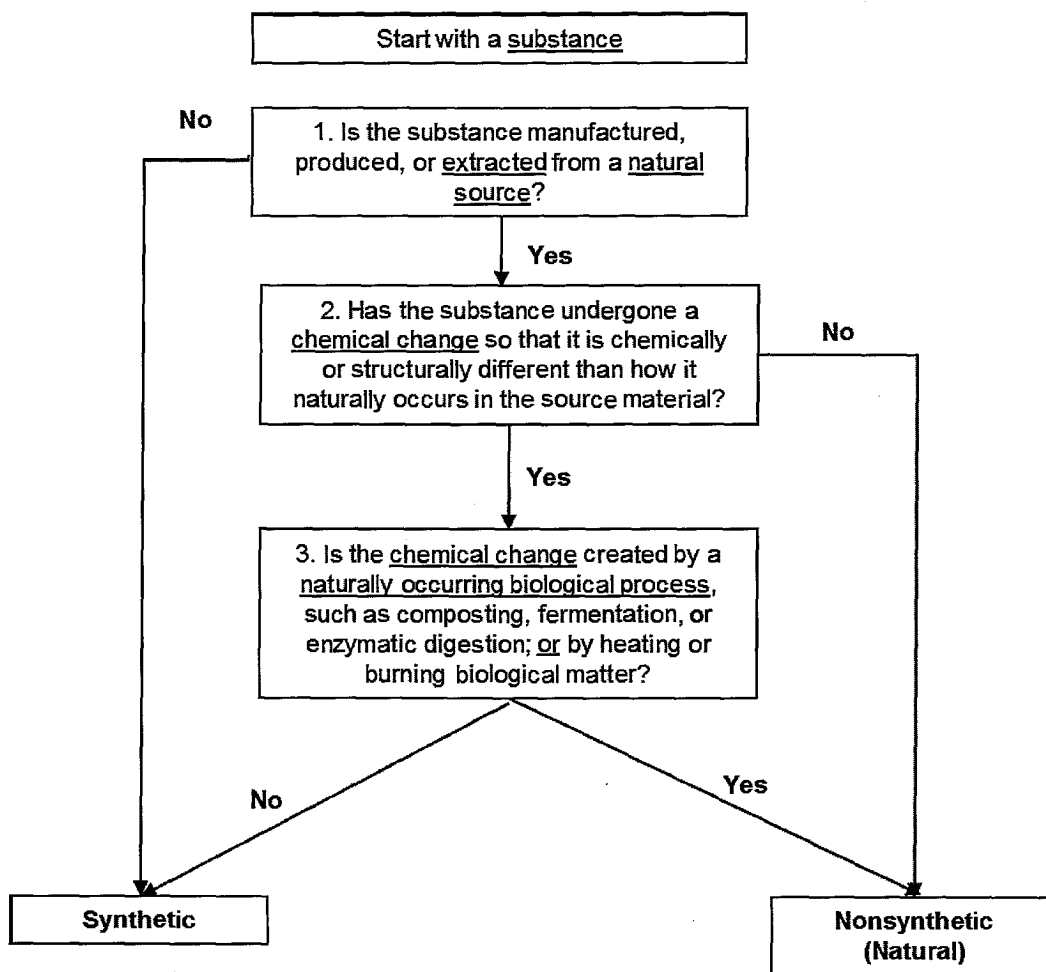 Start with a substance
No
1. Is the substance manufactured,
produced, or extracted from a natural
source?
Yes
2. Has the substance undergone a
chemical change so that it is chemically
or structurally different than how it
naturally occurs in the source material?
No
Yes
3. Is the chemical change created by a
naturally occurring biological process,
such as composting, fermentation, or
enzymatic digestion; or by heating or
burning biological matter?
No
Yes
Synthetic
Nonsynthetic
(Natural)